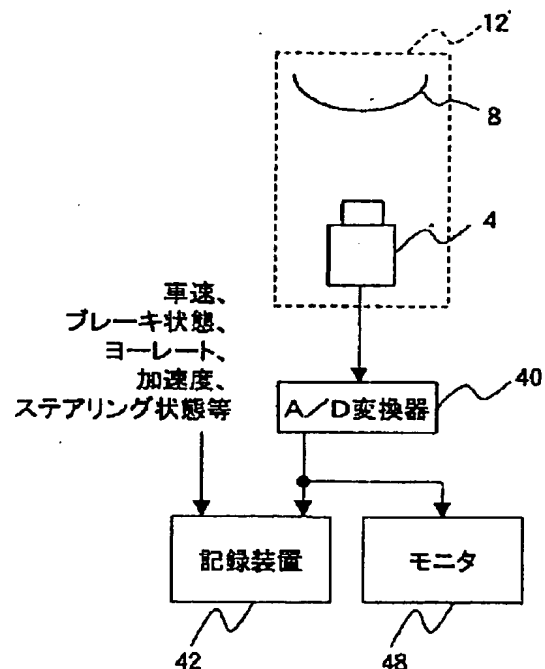 12
8
4
車速、
ブレーキ状態、
ヨーレート、
加速度、
ステアリング状態等
A／D変換器
40
記録装置
モニタ
42
48